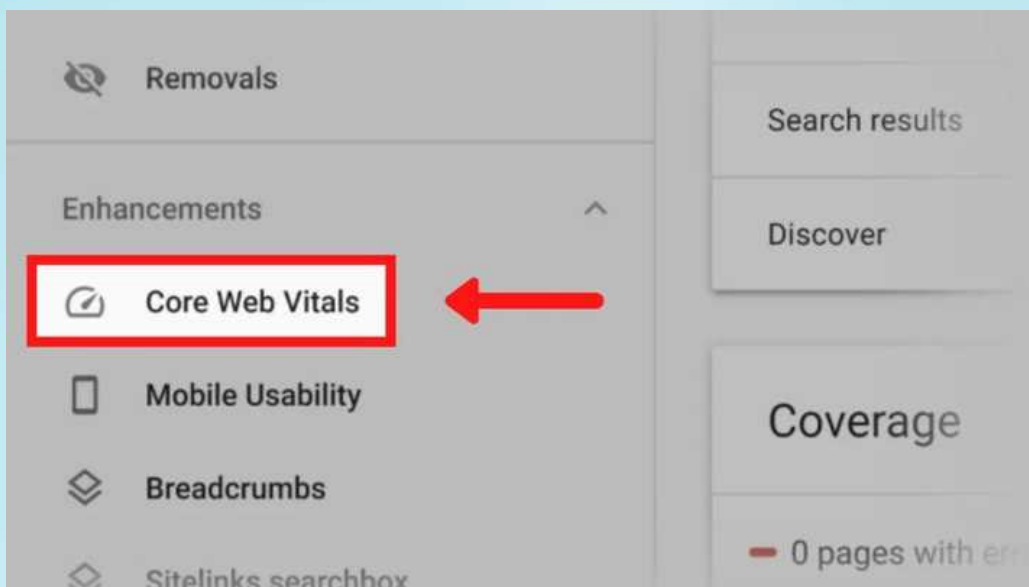 Removals
Enhancements
Core Web Vitals
Mobile Usability
Breadcrumbs
Sitelinks searchbox
Search results
Discover
Coverage
0 pages with